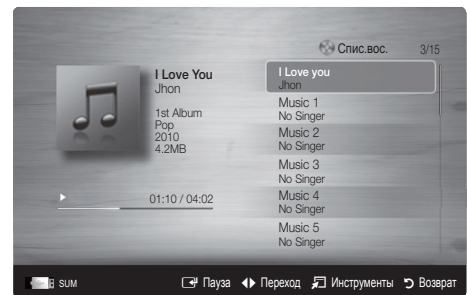 Спис.вос. 3/15
I Love You
Jhon
1st Album
Pop
2010
4.2MB
01:10 / 04:02
I Love you
Jhon
Music 1
No Singer
Music 2
No Singer
Music 3
No Singer
Music 4
No Singer
Music 5
No Singer
SUM Пауза Переход Инструменты Возврат